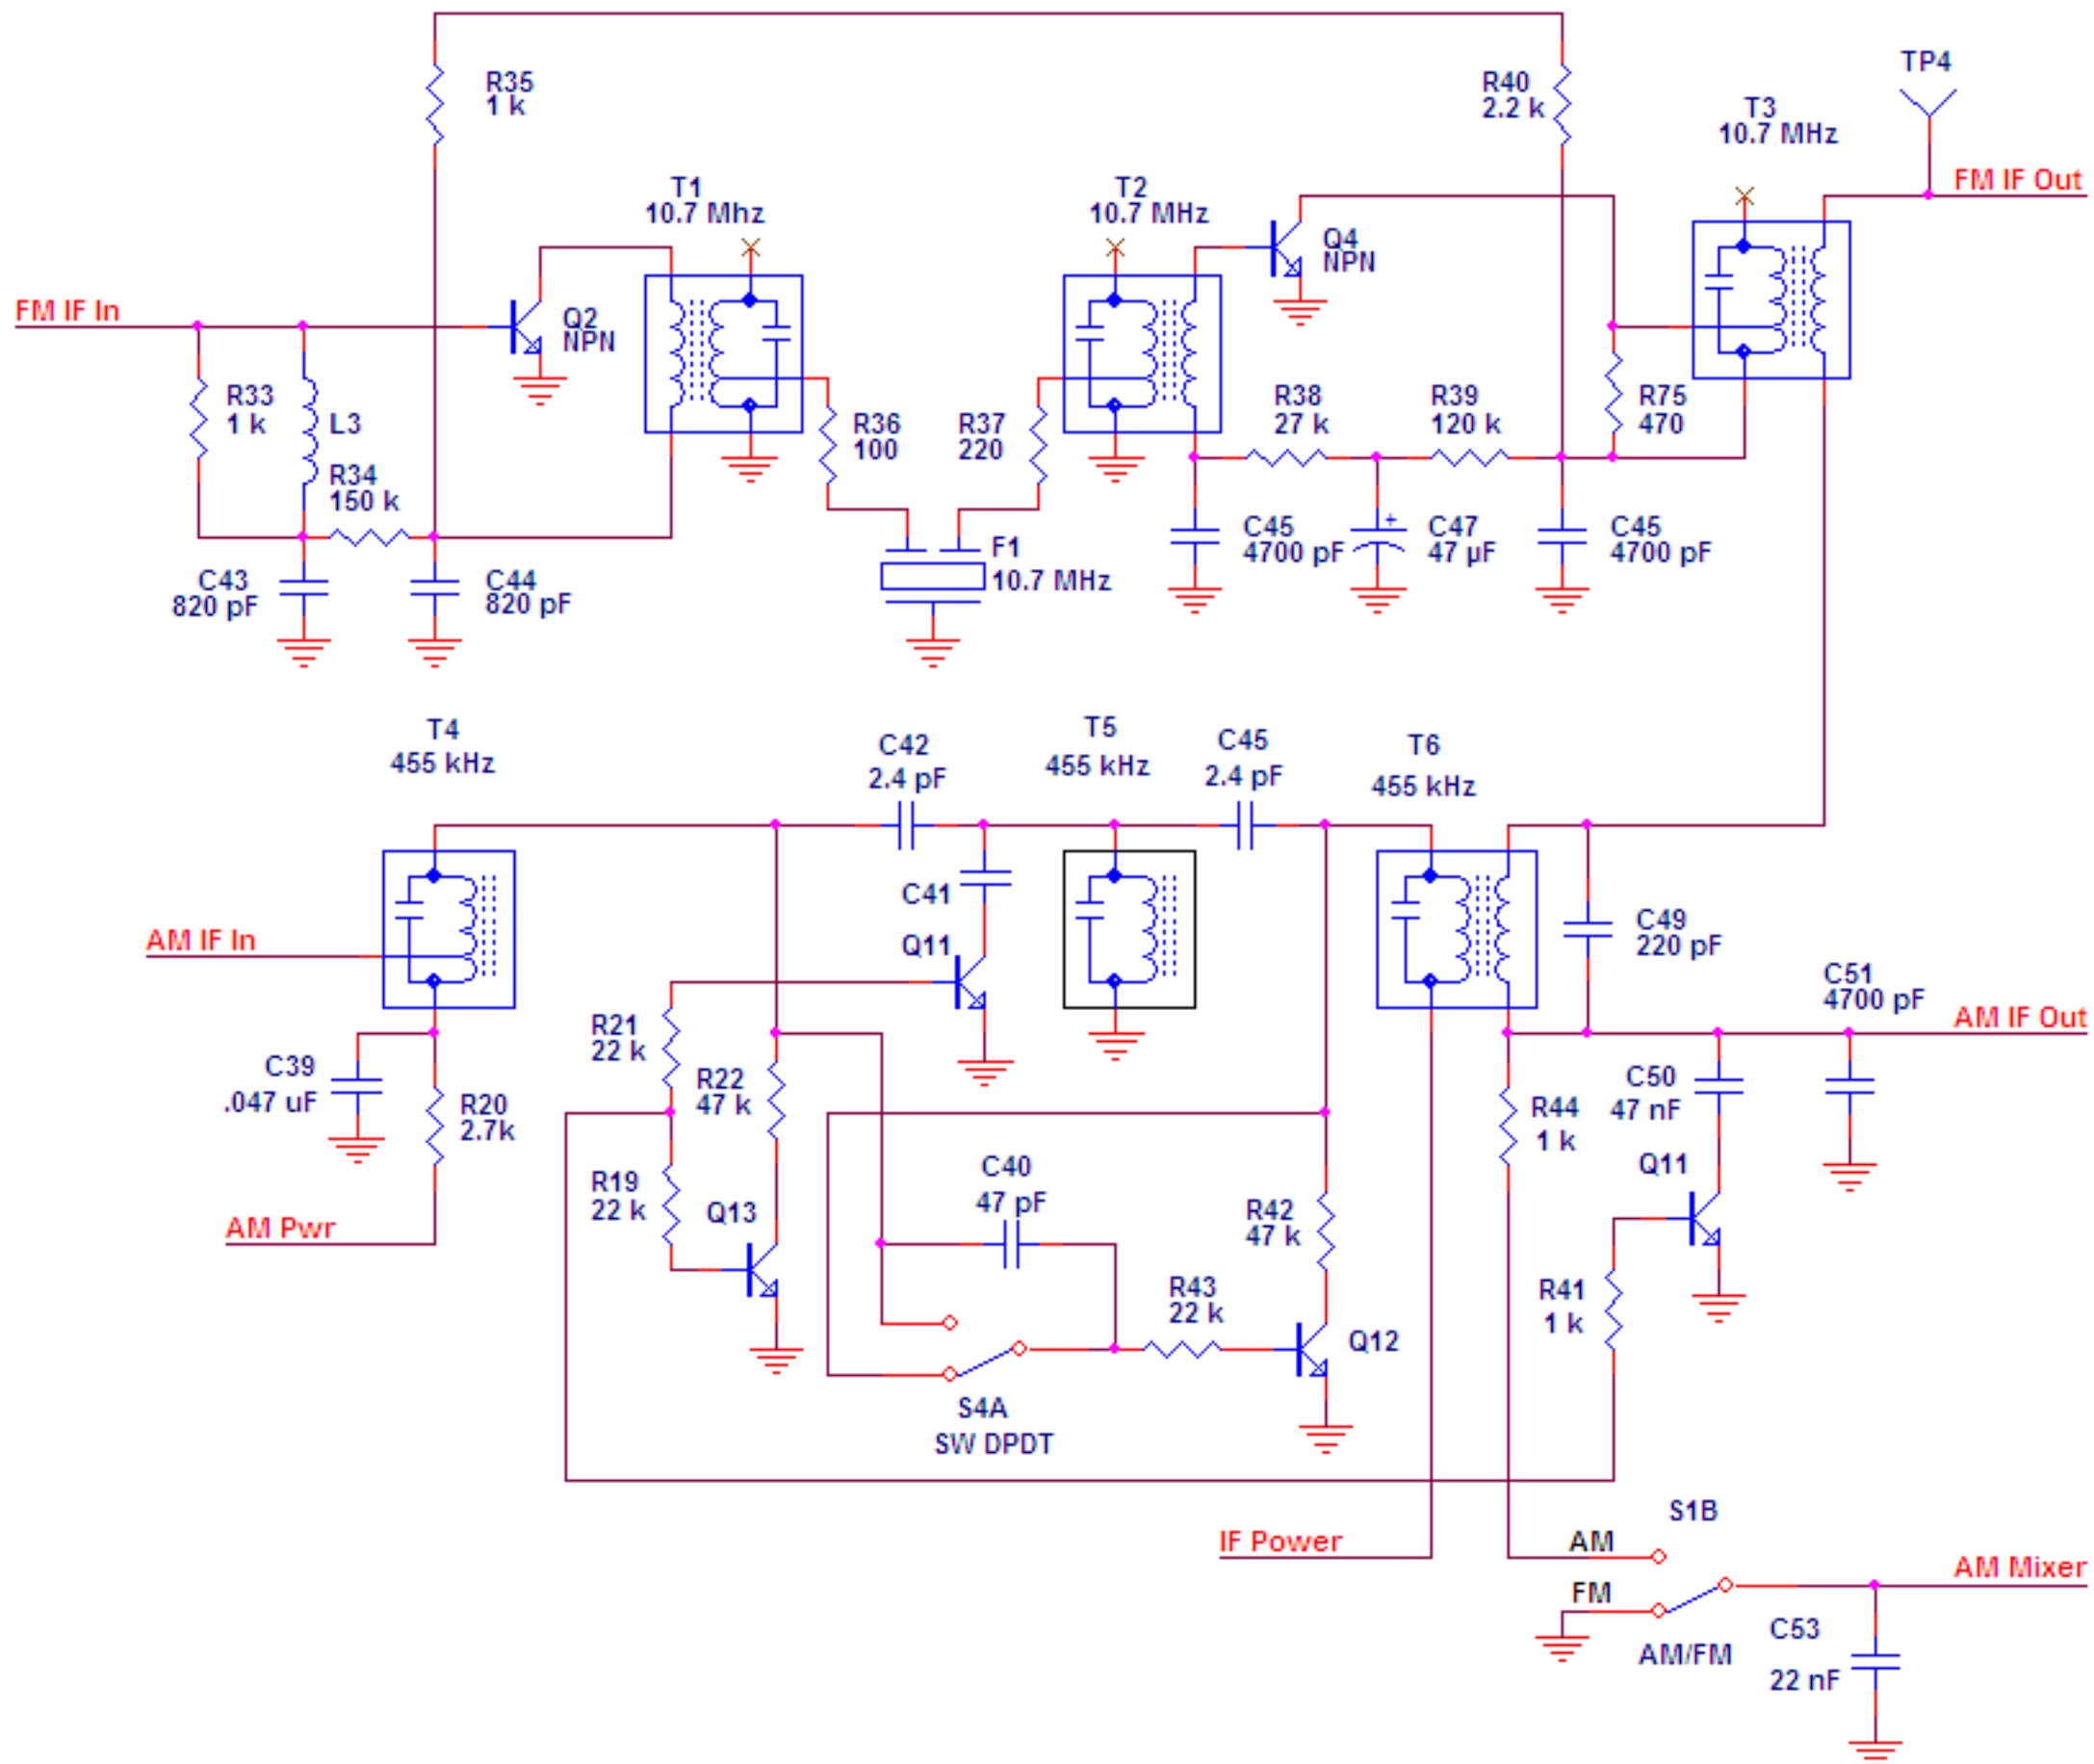 R35
1 k
R40
2.2 k
TP4
T3
10.7 MHz
T1
10.7 Mhz
T2
10.7 MHz
FM IF Out
Q4
NPN
FM IF In
Q2
NPN
R33
1 k
L3
R34
150 k
R36
100
R37
220
R38
27 k
R39
120 k
R75
470
C43
820 pF
C44
820 pF
F1
10.7 MHz
C45
4700 pF
+
C47
47 µF
C45
4700 pF
T4
455 kHz
C42
2.4 pF
T5
455 kHz
C45
2.4 pF
T6
455 kHz
C41
AM IF In
Q11
C49
220 pF
C51
4700 pF
AM IF Out
R21
22 k
C39
.047 uF
R20
2.7k
R22
47 k
C50
47 nF
R44
1 k
R19
22 k
Q13
C40
47 pF
R42
47 k
Q11
AM Pwr
R43
22 k
Q12
R41
1 k
S4A
SW DPDT
IF Power
S1B
AM
FM
AM Mixer
AM/FM
C53
22 nF